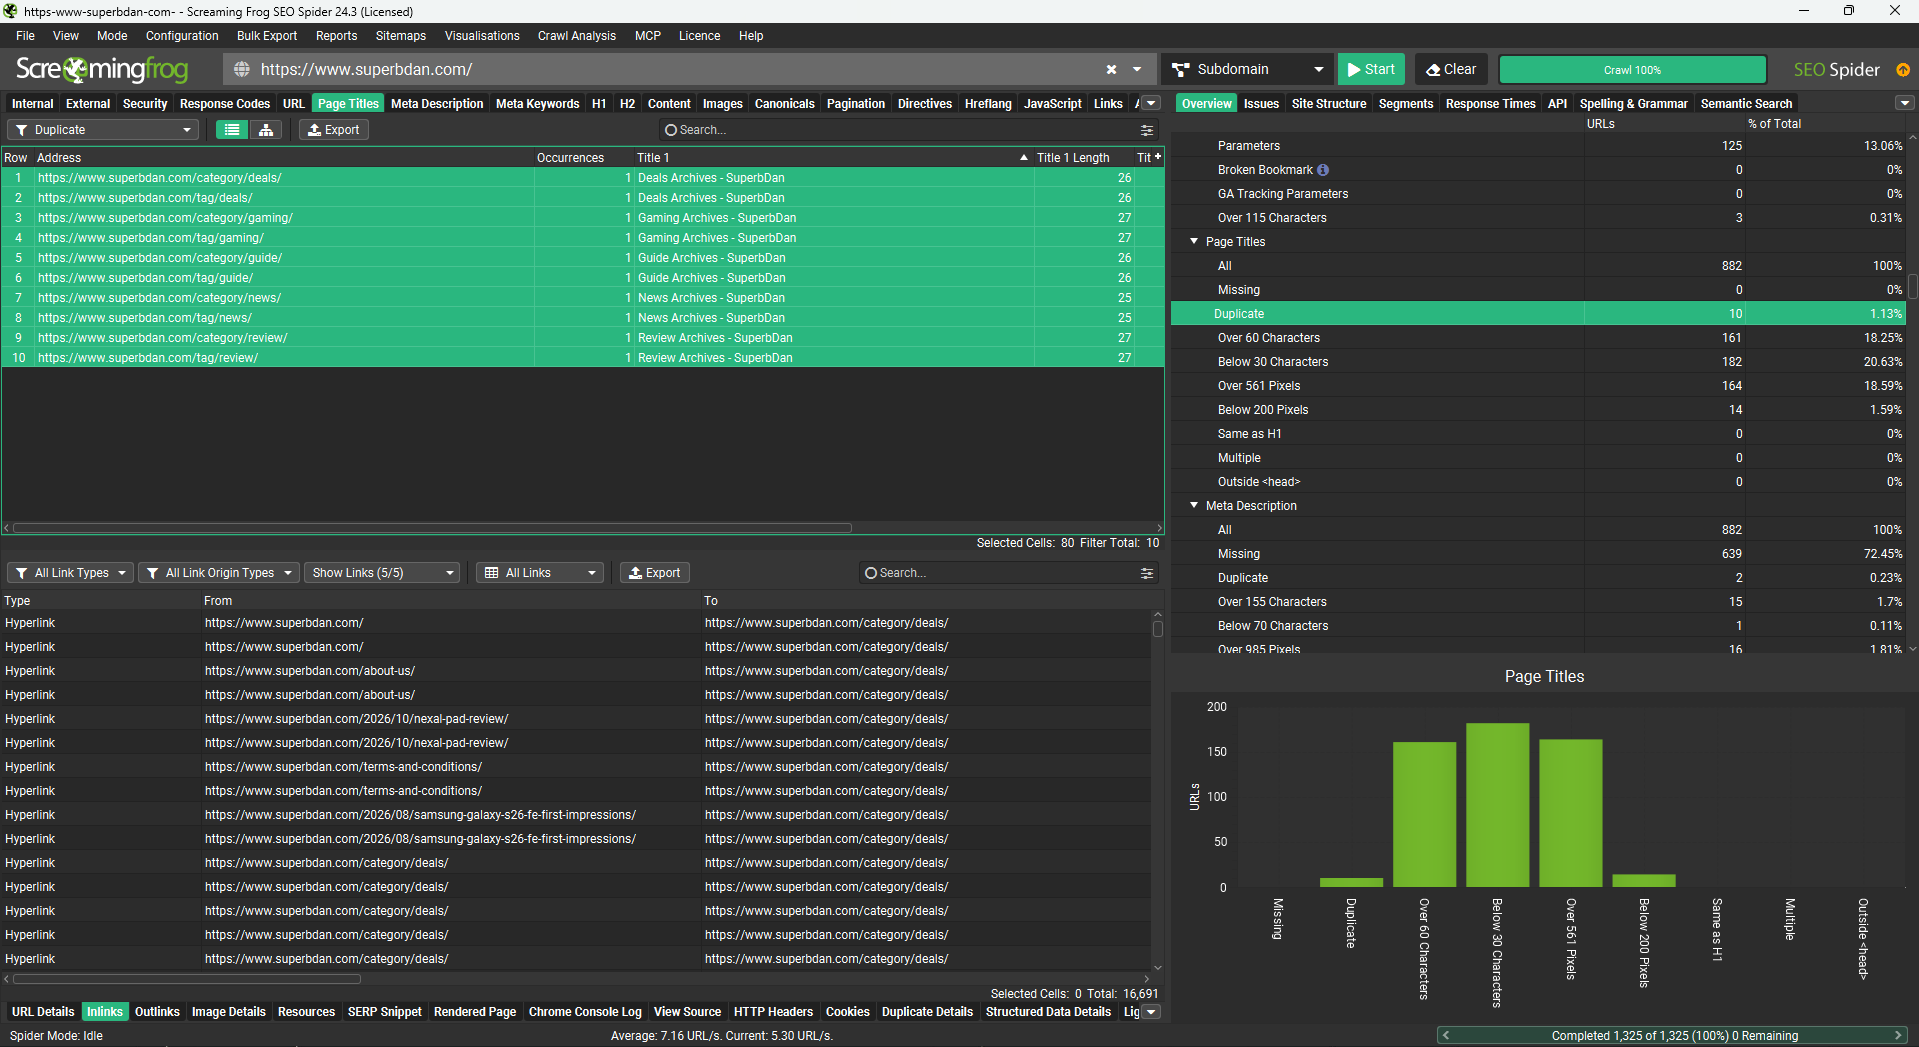 https-www-superbdan-com- - Screaming Frog SEO Spider 24.3 (Licensed)
File View Mode Configuration Bulk Export Reports Sitemaps Visualisations Crawl Analysis MCP Licence Help
Screamingfrog https://www.superbdan.com/ Subdomain Start Clear Crawl 100% SEO Spider
Internal External Security Response Codes URL Page Titles Meta Description Meta Keywords H1 H2 Content Images Canonicals Pagination Directives Hreflang JavaScript Links
Duplicate Export Search...
Row Address Occurrences Title 1 Title 1 Length Tit
1 https://www.superbdan.com/category/deals/ 1 Deals Archives - SuperbDan 26
2 https://www.superbdan.com/tag/deals/ 1 Deals Archives - SuperbDan 26
3 https://www.superbdan.com/category/gaming/ 1 Gaming Archives - SuperbDan 27
4 https://www.superbdan.com/tag/gaming/ 1 Gaming Archives - SuperbDan 27
5 https://www.superbdan.com/category/guide/ 1 Guide Archives - SuperbDan 26
6 https://www.superbdan.com/tag/guide/ 1 Guide Archives - SuperbDan 26
7 https://www.superbdan.com/category/news/ 1 News Archives - SuperbDan 25
8 https://www.superbdan.com/tag/news/ 1 News Archives - SuperbDan 25
9 https://www.superbdan.com/category/review/ 1 Review Archives - SuperbDan 27
10 https://www.superbdan.com/tag/review/ 1 Review Archives - SuperbDan 27
Selected Cells: 80 Filter Total: 10
All Link Types All Link Origin Types Show Links (5/5) All Links Export Search...
Type From To
Hyperlink https://www.superbdan.com/ https://www.superbdan.com/category/deals/
Hyperlink https://www.superbdan.com/ https://www.superbdan.com/category/deals/
Hyperlink https://www.superbdan.com/about-us/ https://www.superbdan.com/category/deals/
Hyperlink https://www.superbdan.com/about-us/ https://www.superbdan.com/category/deals/
Hyperlink https://www.superbdan.com/2026/10/nexal-pad-review/ https://www.superbdan.com/category/deals/
Hyperlink https://www.superbdan.com/2026/10/nexal-pad-review/ https://www.superbdan.com/category/deals/
Hyperlink https://www.superbdan.com/terms-and-conditions/ https://www.superbdan.com/category/deals/
Hyperlink https://www.superbdan.com/terms-and-conditions/ https://www.superbdan.com/category/deals/
Hyperlink https://www.superbdan.com/2026/08/samsung-galaxy-s26-fe-first-impressions/ https://www.superbdan.com/category/deals/
Hyperlink https://www.superbdan.com/2026/08/samsung-galaxy-s26-fe-first-impressions/ https://www.superbdan.com/category/deals/
Hyperlink https://www.superbdan.com/category/deals/ https://www.superbdan.com/category/deals/
Hyperlink https://www.superbdan.com/category/deals/ https://www.superbdan.com/category/deals/
Hyperlink https://www.superbdan.com/category/deals/ https://www.superbdan.com/category/deals/
Hyperlink https://www.superbdan.com/category/deals/ https://www.superbdan.com/category/deals/
Hyperlink https://www.superbdan.com/category/deals/ https://www.superbdan.com/category/deals/
Selected Cells: 0 Total: 16,691
URL Details Inlinks Outlinks Image Details Resources SERP Snippet Rendered Page Chrome Console Log View Source HTTP Headers Cookies Duplicate Details Structured Data Details Lig
Overview Issues Site Structure Segments Response Times API Spelling & Grammar Semantic Search
URLs % of Total
Parameters 125 13.06%
Broken Bookmark 0 0%
GA Tracking Parameters 0 0%
Over 115 Characters 3 0.31%
Page Titles
All 882 100%
Missing 0 0%
Duplicate 10 1.13%
Over 60 Characters 161 18.25%
Below 30 Characters 182 20.63%
Over 561 Pixels 164 18.59%
Below 200 Pixels 14 1.59%
Same as H1 0 0%
Multiple 0 0%
Outside <head> 0 0%
Meta Description
All 882 100%
Missing 639 72.45%
Duplicate 2 0.23%
Over 155 Characters 15 1.7%
Below 70 Characters 1 0.11%
Over 985 Pixels 16 1.81%
Page Titles
URLs
200
150
100
50
0
Missing
Duplicate
Over 60 Characters
Below 30 Characters
Over 561 Pixels
Below 200 Pixels
Same as H1
Multiple
Outside <head>
Spider Mode: Idle Average: 7.16 URL/s. Current: 5.30 URL/s. Completed 1,325 of 1,325 (100%) 0 Remaining